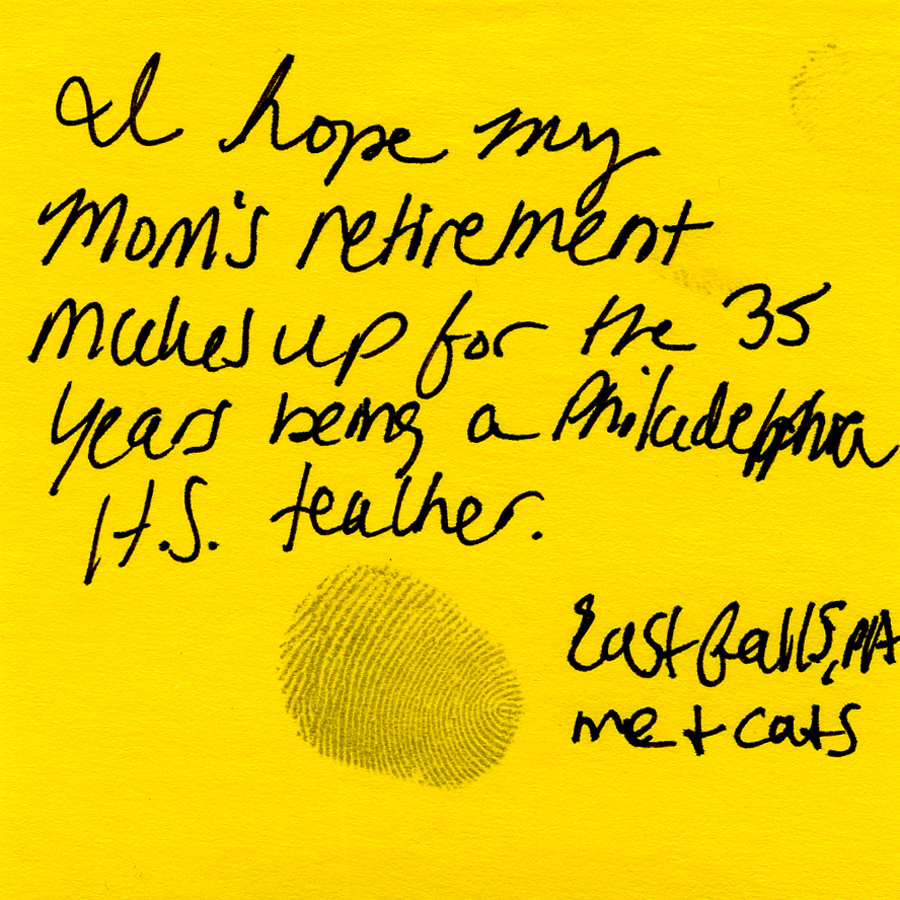 I hope my
Mom's retirement
makes up for the 35
years being a Philadelphia
H.S. teacher.
East Falls, PA
me + cats